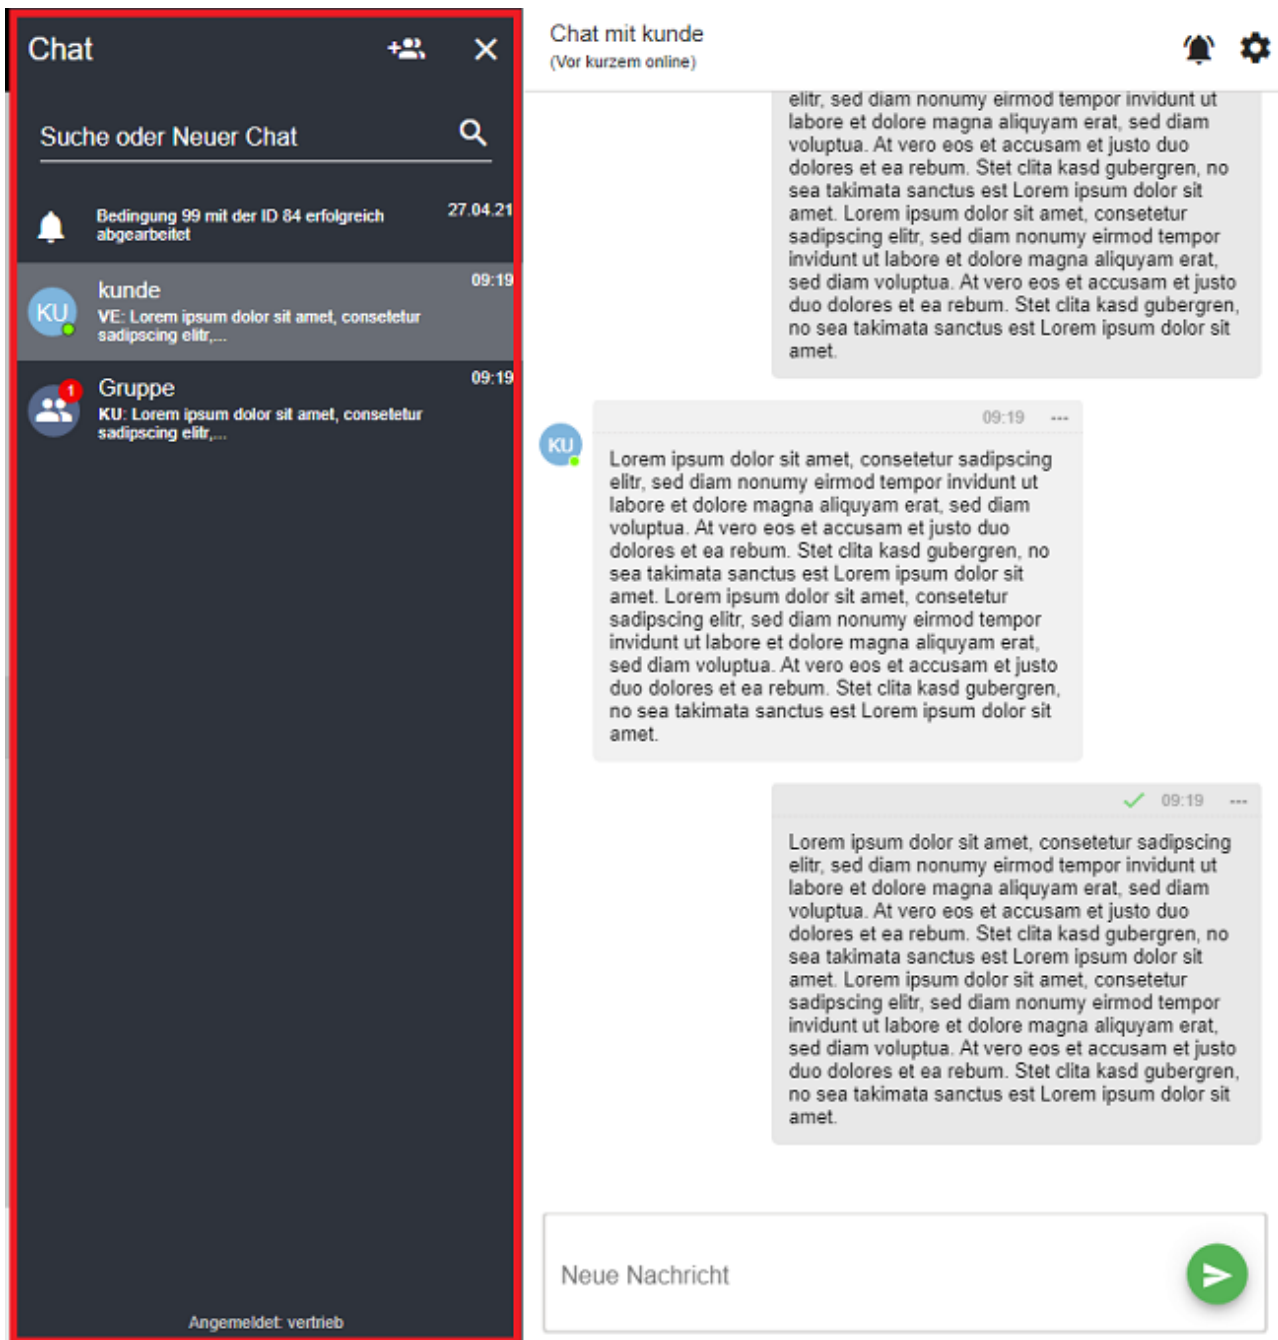 Chat
Suche oder Neuer Chat
Bedingung 99 mit der ID 84 erfolgreich
abgearbeitet
27.04.21
KU
kunde
09:19
VE: Lorem ipsum dolor sit amet, consetetur
sadipscing elitr,...
1
Gruppe
09:19
KU: Lorem ipsum dolor sit amet, consetetur
sadipscing elitr,...
Angemeldet: vertrieb
Chat mit kunde
(Vor kurzem online)
elitr, sed diam nonumy eirmod tempor invidunt ut
labore et dolore magna aliquyam erat, sed diam
voluptua. At vero eos et accusam et justo duo
dolores et ea rebum. Stet clita kasd gubergren, no
sea takimata sanctus est Lorem ipsum dolor sit
amet. Lorem ipsum dolor sit amet, consetetur
sadipscing elitr, sed diam nonumy eirmod tempor
invidunt ut labore et dolore magna aliquyam erat,
sed diam voluptua. At vero eos et accusam et justo
duo dolores et ea rebum. Stet clita kasd gubergren,
no sea takimata sanctus est Lorem ipsum dolor sit
amet.
KU
09:19 ...
Lorem ipsum dolor sit amet, consetetur sadipscing
elitr, sed diam nonumy eirmod tempor invidunt ut
labore et dolore magna aliquyam erat, sed diam
voluptua. At vero eos et accusam et justo duo
dolores et ea rebum. Stet clita kasd gubergren, no
sea takimata sanctus est Lorem ipsum dolor sit
amet. Lorem ipsum dolor sit amet, consetetur
sadipscing elitr, sed diam nonumy eirmod tempor
invidunt ut labore et dolore magna aliquyam erat,
sed diam voluptua. At vero eos et accusam et justo
duo dolores et ea rebum. Stet clita kasd gubergren,
no sea takimata sanctus est Lorem ipsum dolor sit
amet.
09:19 ...
Lorem ipsum dolor sit amet, consetetur sadipscing
elitr, sed diam nonumy eirmod tempor invidunt ut
labore et dolore magna aliquyam erat, sed diam
voluptua. At vero eos et accusam et justo duo
dolores et ea rebum. Stet clita kasd gubergren, no
sea takimata sanctus est Lorem ipsum dolor sit
amet. Lorem ipsum dolor sit amet, consetetur
sadipscing elitr, sed diam nonumy eirmod tempor
invidunt ut labore et dolore magna aliquyam erat,
sed diam voluptua. At vero eos et accusam et justo
duo dolores et ea rebum. Stet clita kasd gubergren,
no sea takimata sanctus est Lorem ipsum dolor sit
amet.
Neue Nachricht